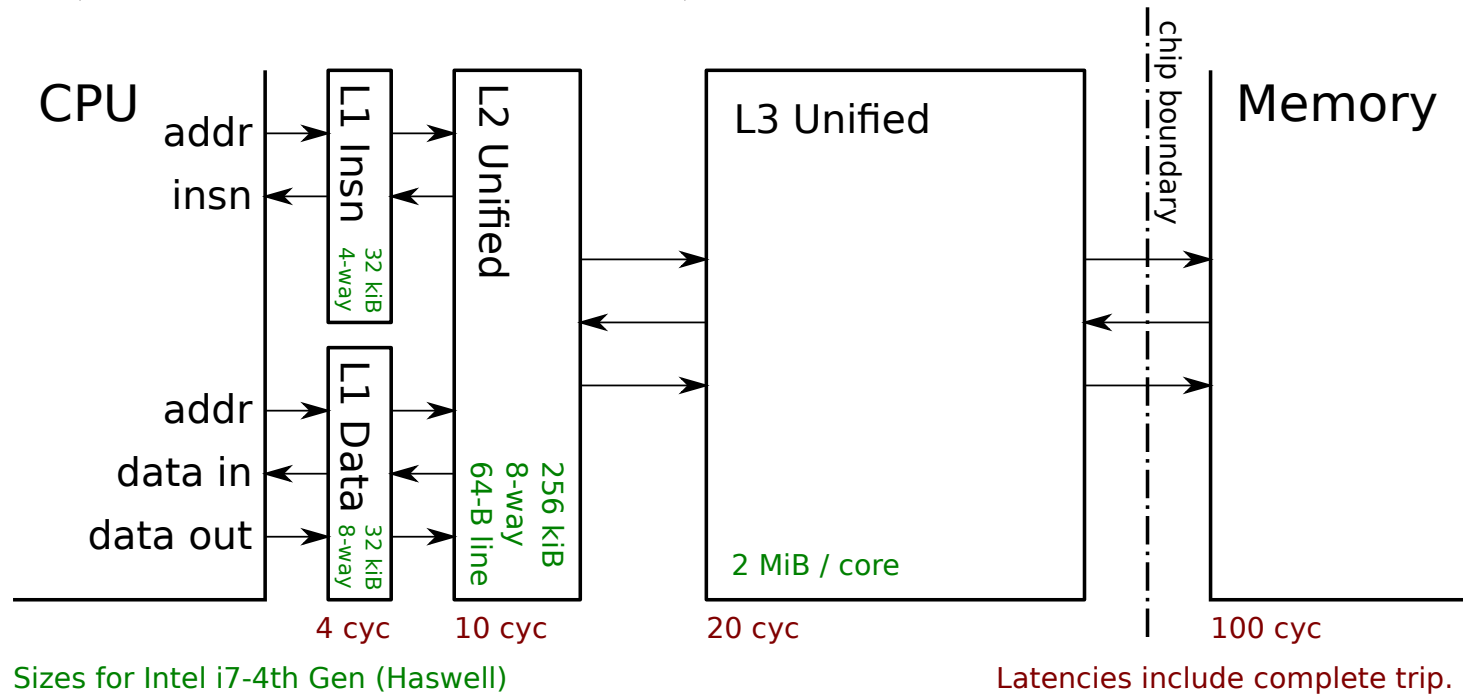 CPU
addr
insn
addr
data in
data out
L1 Insn
32 kiB
4-way
L1 Data
32 kiB
8-way
L2 Unified
256 kiB
8-way
64-B line
L3 Unified
2 MiB / core
chip boundary
Memory
4 cyc
10 cyc
20 cyc
100 cyc
Sizes for Intel i7-4th Gen (Haswell)
Latencies include complete trip.